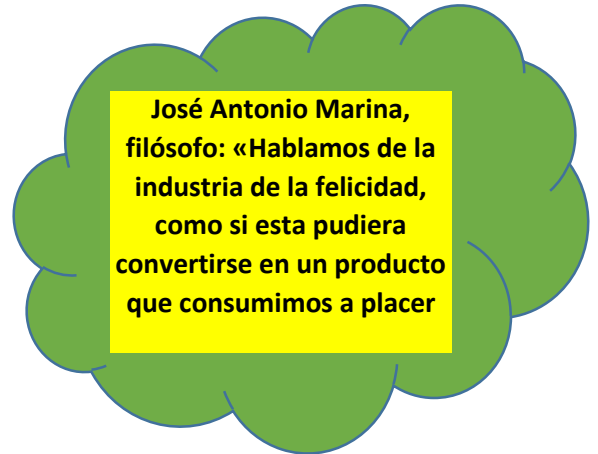 José Antonio Marina,
filósofo: «Hablamos de la
industria de la felicidad,
como si esta pudiera
convertirse en un producto
que consumimos a placer